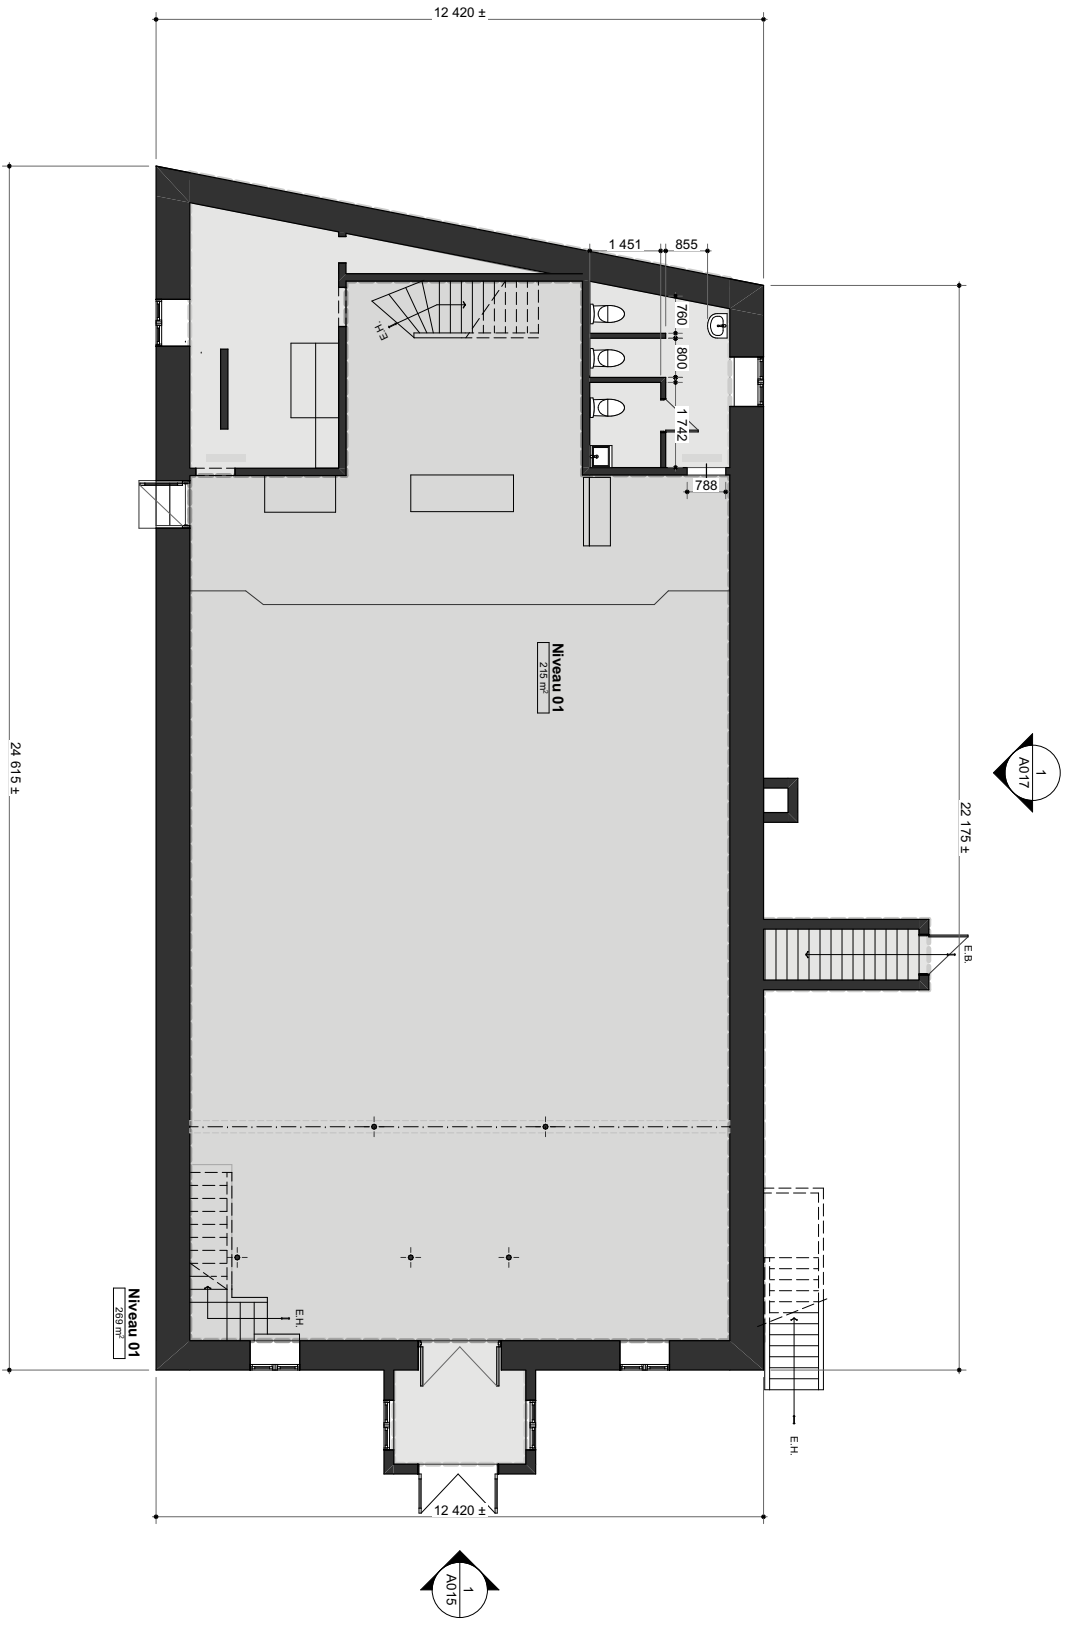 12 420 ±
1 451
855
760
800
1 742
788
E.H.
Niveau 01
215 m²
24 615 ±
22 175 ±
1
A017
E.B.
E.H.
Niveau 01
269 m²
E.H.
12 420 ±
1
A015